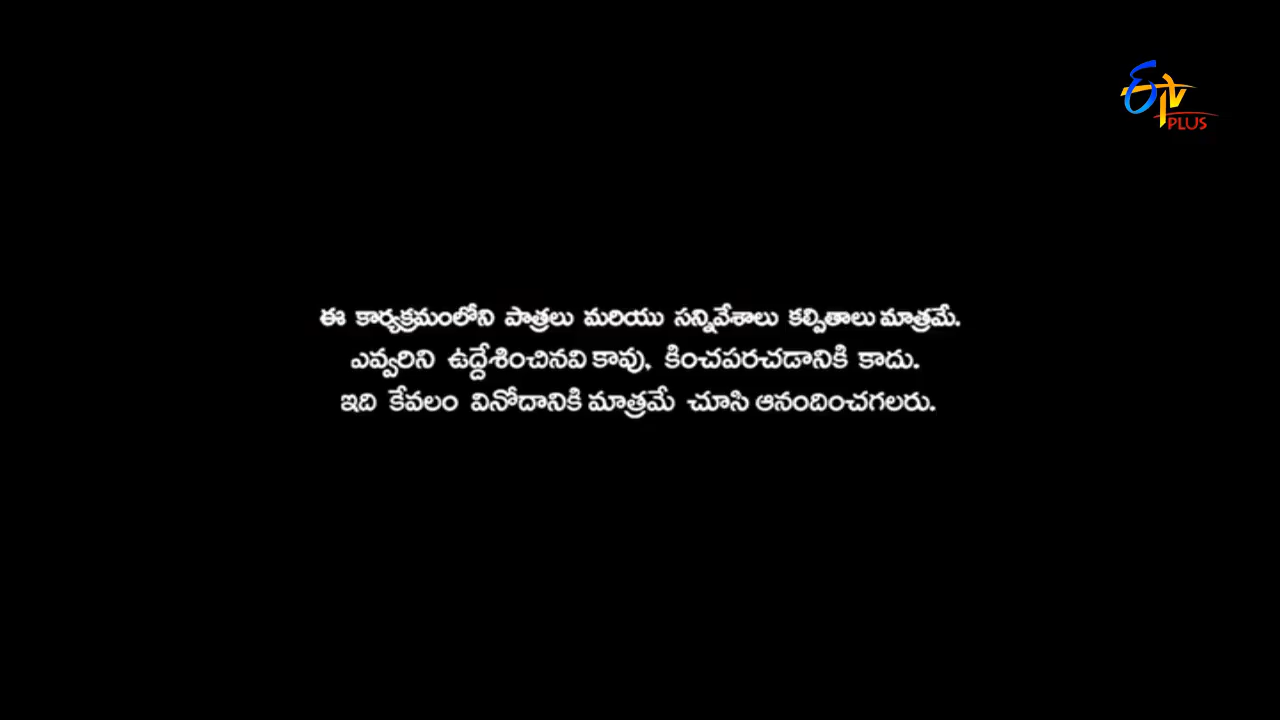 ETV
PLUS
ఈ కార్యక్రమంలోని పాత్రలు మరియు సన్నివేశాలు కల్పితాలు మాత్రమే.
ఎవ్వరిని ఉద్దేశించినవి కావు, కించపరచడానికి కాదు.
ఇది కేవలం వినోదానికి మాత్రమే చూసి ఆనందించగలరు.